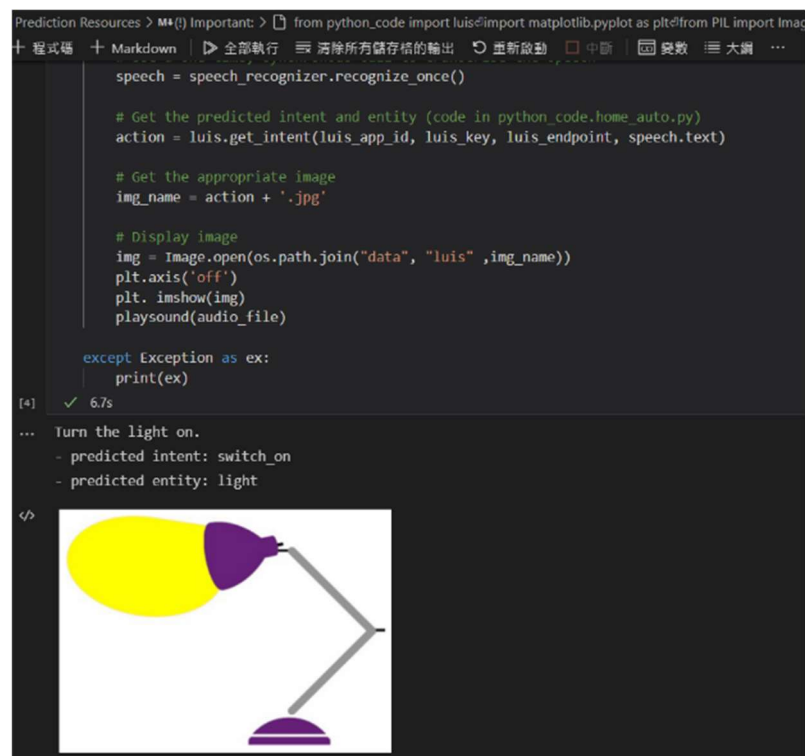 Prediction Resources > M↓(!) Important: > from python_code import luis⏎import matplotlib.pyplot as plt⏎from PIL import Imag
+ 程式碼 + Markdown 全部執行 清除所有儲存格的輸出 重新啟動 中斷 變數 大綱 ...
speech = speech_recognizer.recognize_once()
# Get the predicted intent and entity (code in python_code.home_auto.py)
action = luis.get_intent(luis_app_id, luis_key, luis_endpoint, speech.text)
# Get the appropriate image
img_name = action + '.jpg'
# Display image
img = Image.open(os.path.join("data", "luis" ,img_name))
plt.axis('off')
plt. imshow(img)
playsound(audio_file)
except Exception as ex:
print(ex)
[4] ✓ 6.7s
... Turn the light on.
- predicted intent: switch_on
- predicted entity: light